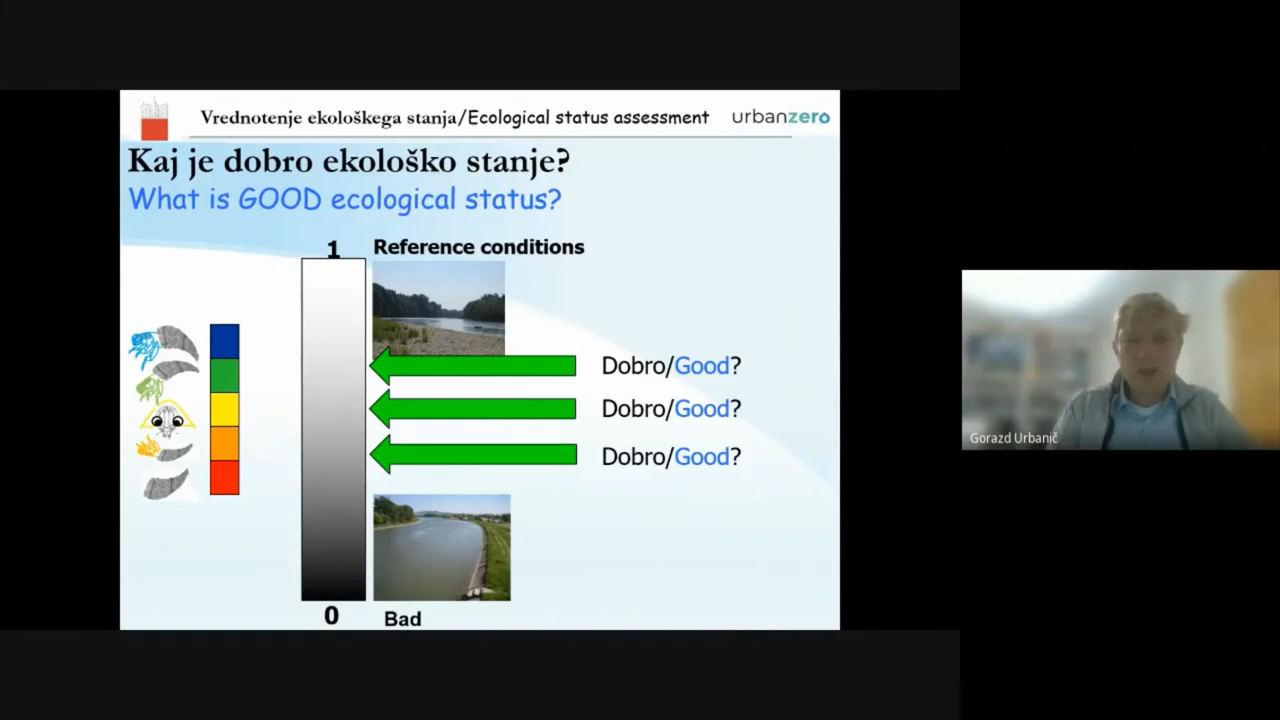 Vrednotenje ekološkega stanja/Ecological status assessment
urbanzero
Kaj je dobro ekološko stanje?
What is GOOD ecological status?
1
Reference conditions
Dobro/Good?
Dobro/Good?
Dobro/Good?
0
Bad
Gorazd Urbanič